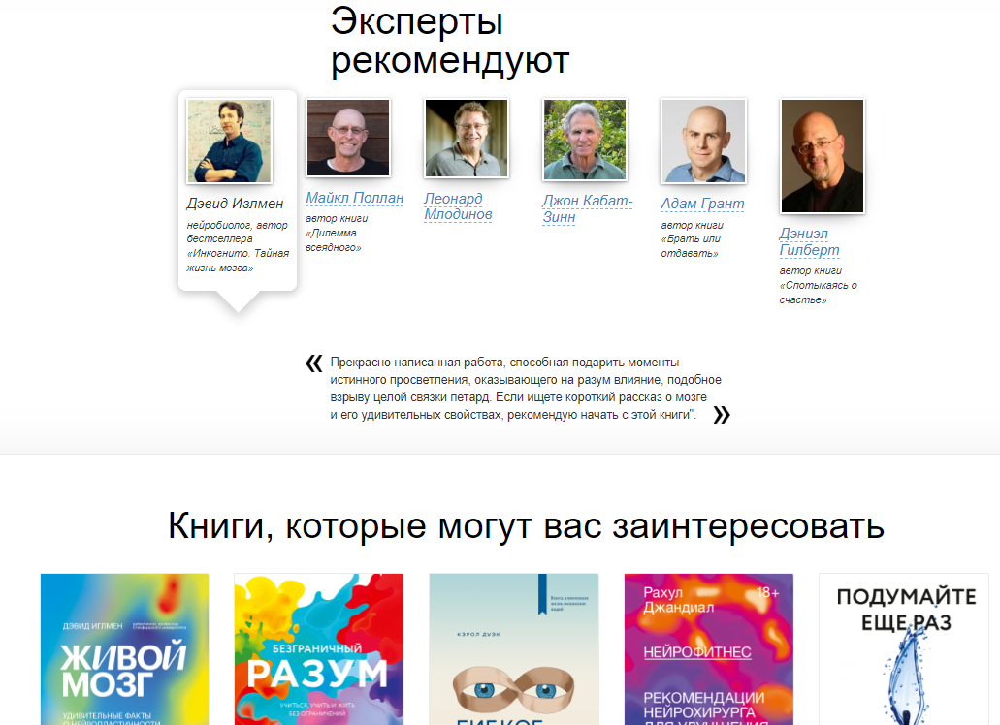 Эксперты
рекомендуют
Дэвид Иглмен
нейробиолог, автор
бестселлера
«Инкогнито. Тайная
жизнь мозга»
Майкл Поллан
автор книги
«Дилемма
всеядного»
Леонард
Млодинов
Джон Кабат-
Зинн
Адам Грант
автор книги
«Брать или
отдавать»
Дэниэл
Гилберт
автор книги
«Спотыкаясь о
счастье»
« Прекрасно написанная работа, способная подарить моменты
истинного просветления, оказывающего на разум влияние, подобное
взрыву целой связки петард. Если ищете короткий рассказ о мозге
и его удивительных свойствах, рекомендую начать с этой книги". »
Книги, которые могут вас заинтересовать
ДЭВИД ИГЛМЕН
ЖИВОЙ
МОЗГ
УДИВИТЕЛЬНЫЕ ФАКТЫ
О НЕЙРОПЛАСТИЧНОСТИ
БЕЗГРАНИЧНЫЙ
РАЗУМ
УЧИТЬСЯ, УЧИТЬ И ЖИТЬ
БЕЗ ОГРАНИЧЕНИЙ
Книга, изменившая
жизнь миллионов
людей
КЭРОЛ ДУЭК
ГИБКОЕ
Рахул 18+
Джандиал
НЕЙРОФИТНЕС
РЕКОМЕНДАЦИИ
НЕЙРОХИРУРГА
ДЛЯ УЛУЧШЕНИЯ
ПОДУМАЙТЕ
ЕЩЕ РАЗ